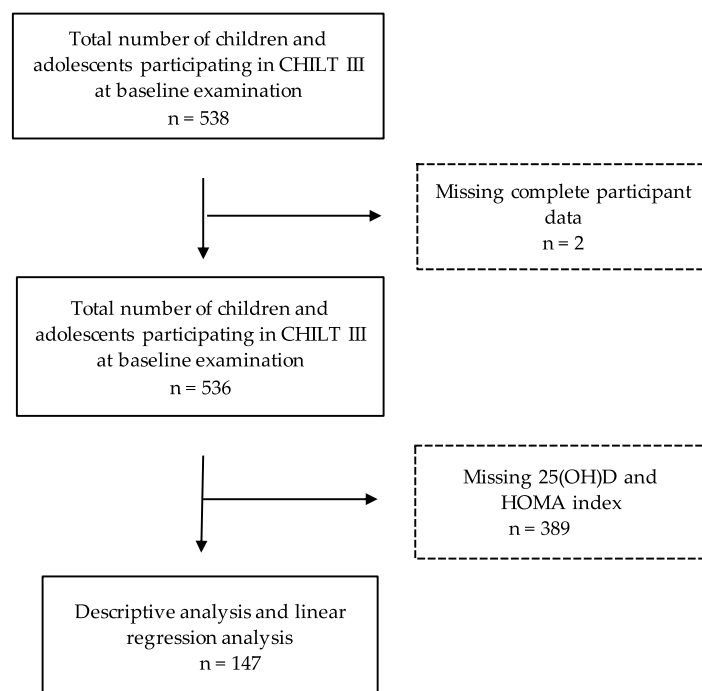 Total number of children and
adolescents participating in CHILT III
at baseline examination
n = 538
Missing complete participant
data
n = 2
Total number of children and
adolescents participating in CHILT III
at baseline examination
n = 536
Missing 25(OH)D and
HOMA index
n = 389
Descriptive analysis and linear
regression analysis
n = 147